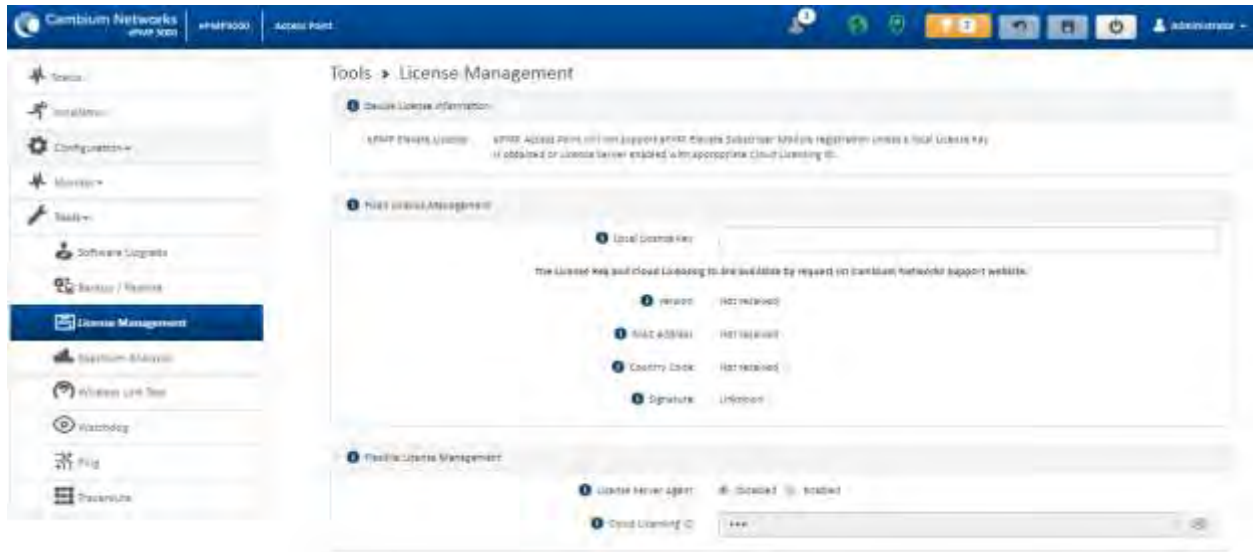 Cambium Networks
ePMP 3000
ePMP3000
Access Point
Administrator
Status
Installation
Configuration
Monitor
Tools
Software Upgrade
Backup / Restore
License Management
Spectrum Analyzer
Wireless Link Test
Watchdog
Ping
Traceroute
Tools > License Management
Device License Information
ePMP Elevate License
ePMP Access Point will not support ePMP Elevate Subscriber Module registration unless a local License Key
is obtained or License Server enabled with appropriate Cloud Licensing ID.
Fixed License Management
Local License Key
The License Key and Cloud Licensing ID are available by request on Cambium Networks support website.
Version Not received
MAC Address Not received
Country Code Not received
Signature Unknown
Flexible License Management
License Server Agent Disabled Enabled
Cloud Licensing ID ***